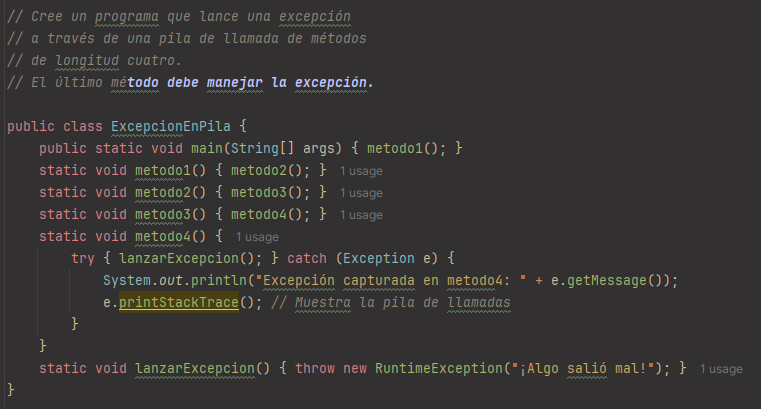 // Cree un programa que lance una excepción
// a través de una pila de llamada de métodos
// de longitud cuatro.
// El último método debe manejar la excepción.
public class ExcepcionEnPila {
public static void main(String[] args) { metodo1(); }
static void metodo1() { metodo2(); } 1 usage
static void metodo2() { metodo3(); } 1 usage
static void metodo3() { metodo4(); } 1 usage
static void metodo4() { 1 usage
try { lanzarExcepcion(); } catch (Exception e) {
System.out.println("Excepción capturada en metodo4: " + e.getMessage());
e.printStackTrace(); // Muestra la pila de llamadas
}
}
static void lanzarExcepcion() { throw new RuntimeException("¡Algo salió mal!"); } 1 usage
}